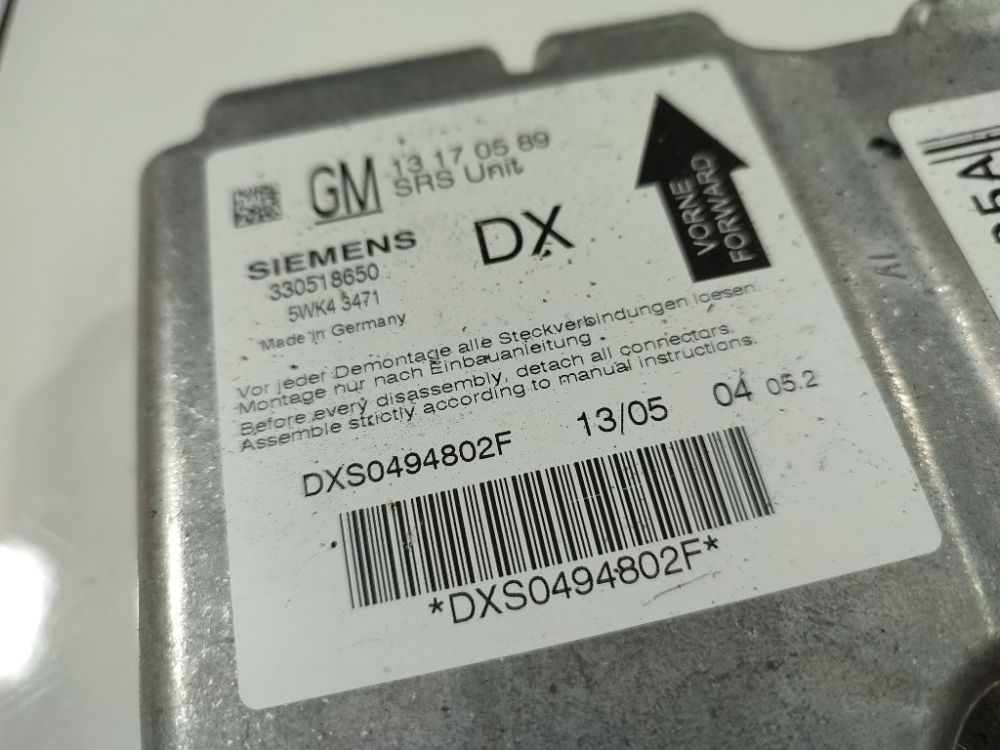 GM 13 17 05 89
SRS Unit
DX
VORNE
FORWARD
SIEMENS
330518650
5WK4 3471
Made in Germany
Vor jeder Demontage alle Steckverbindungen loesen
Montage nur nach Einbauanleitung
Before every disassembly, detach all connectors.
Assemble strictly according to manual instructions.
DXS0494802F 13/05 04 05.2
*DXS0494802F*